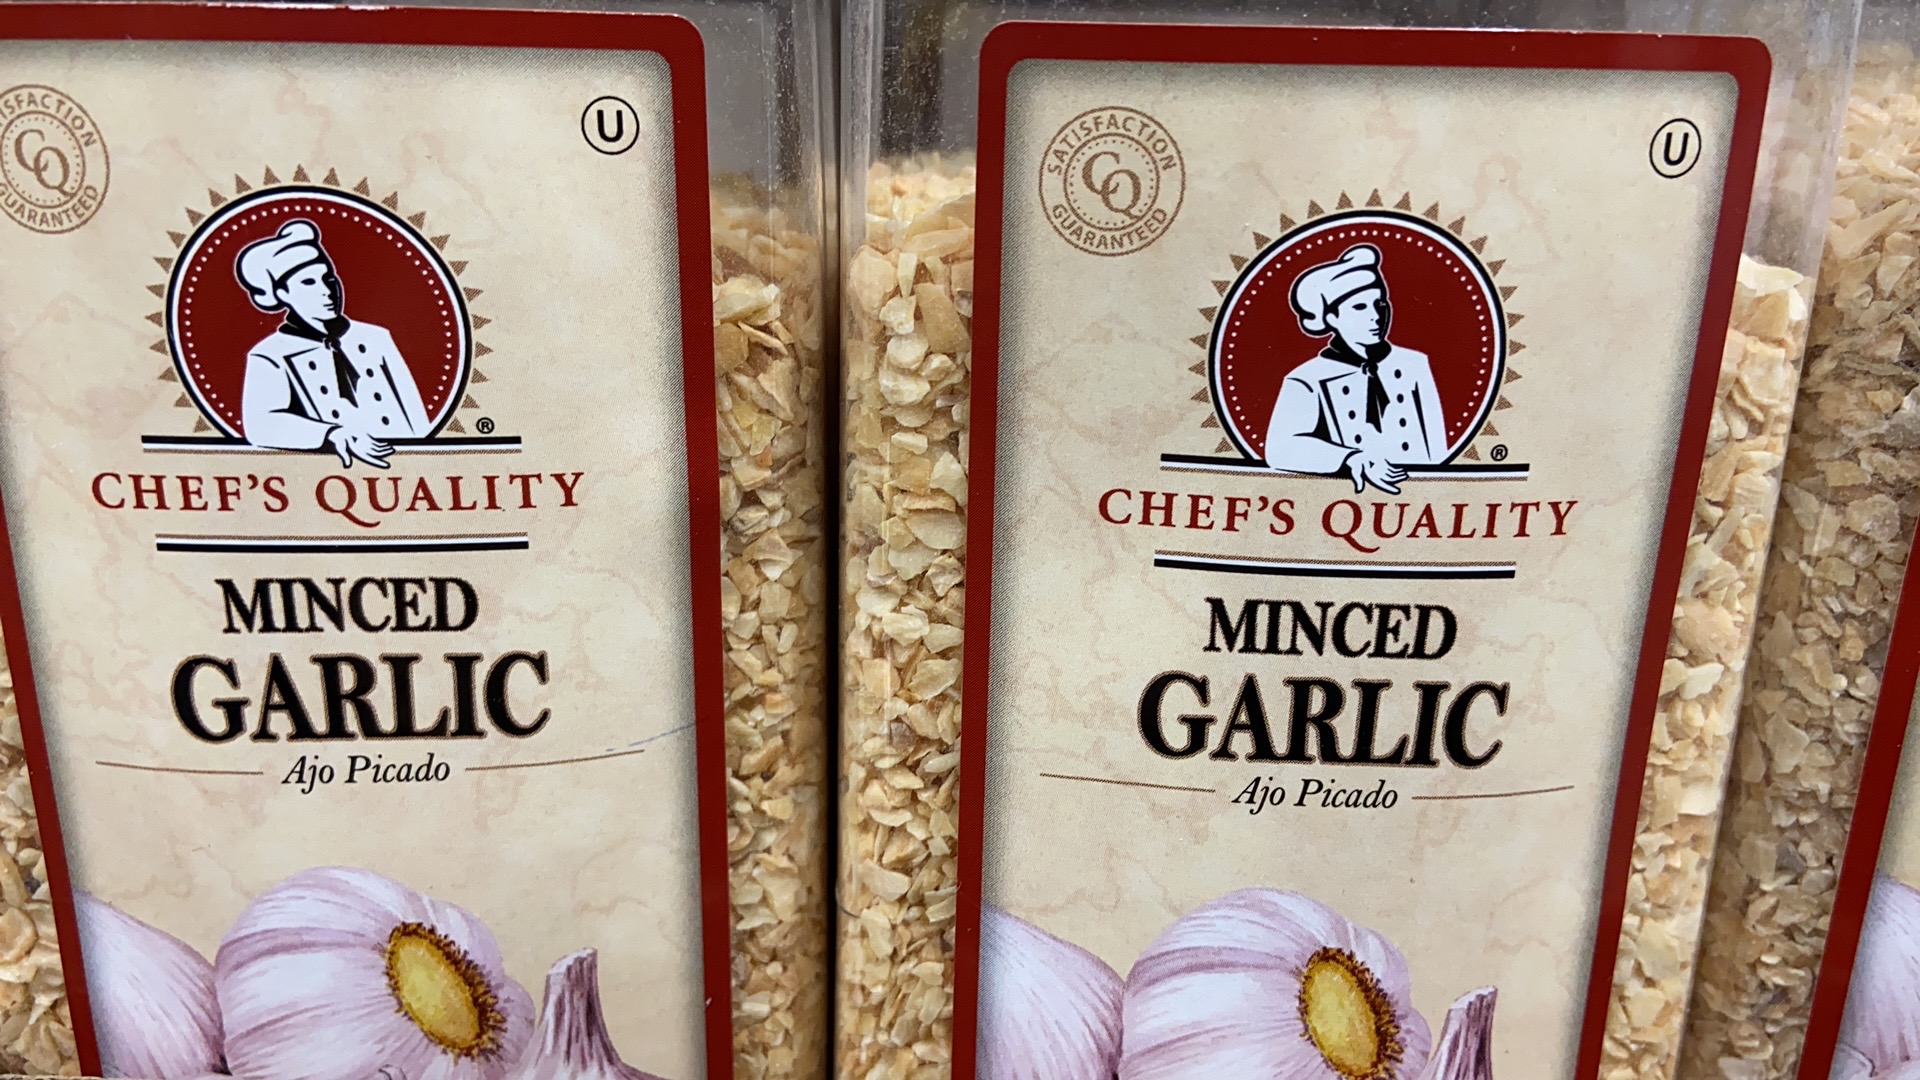 SATISFACTION
CQ
GUARANTEED
U
®
CHEF'S QUALITY
MINCED
GARLIC
Ajo Picado
SATISFACTION
CQ
GUARANTEED
U
®
CHEF'S QUALITY
MINCED
GARLIC
Ajo Picado